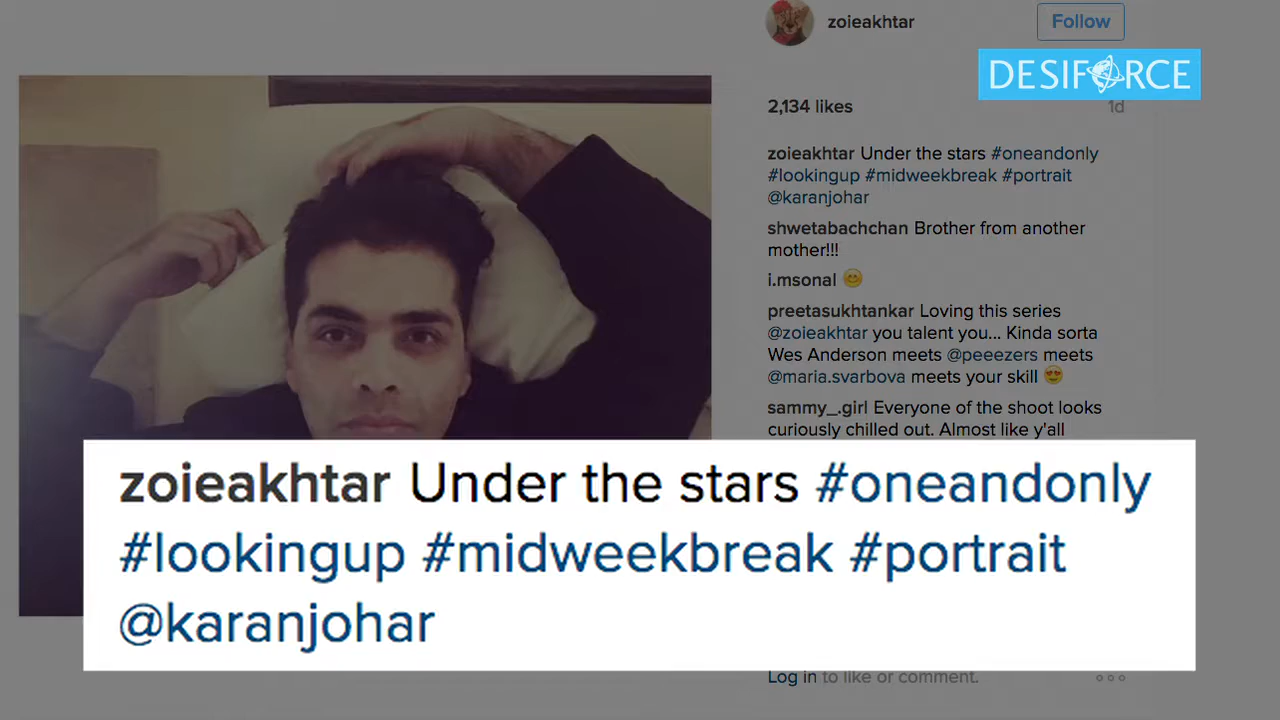 zoieakhtar
Follow
DESIFORCE
2,134 likes
1d
zoieakhtar Under the stars #oneandonly
#lookingup #midweekbreak #portrait
@karanjohar
shwetabachchan Brother from another
mother!!!
i.msonal 😊
preetasukhtankar Loving this series
@zoieakhtar you talent you... Kinda sorta
Wes Anderson meets @peeezers meets
@maria.svarbova meets your skill 😍
sammy_.girl Everyone of the shoot looks
curiously chilled out. Almost like y'all
zoieakhtar Under the stars #oneandonly
#lookingup #midweekbreak #portrait
@karanjohar
Log in to like or comment.